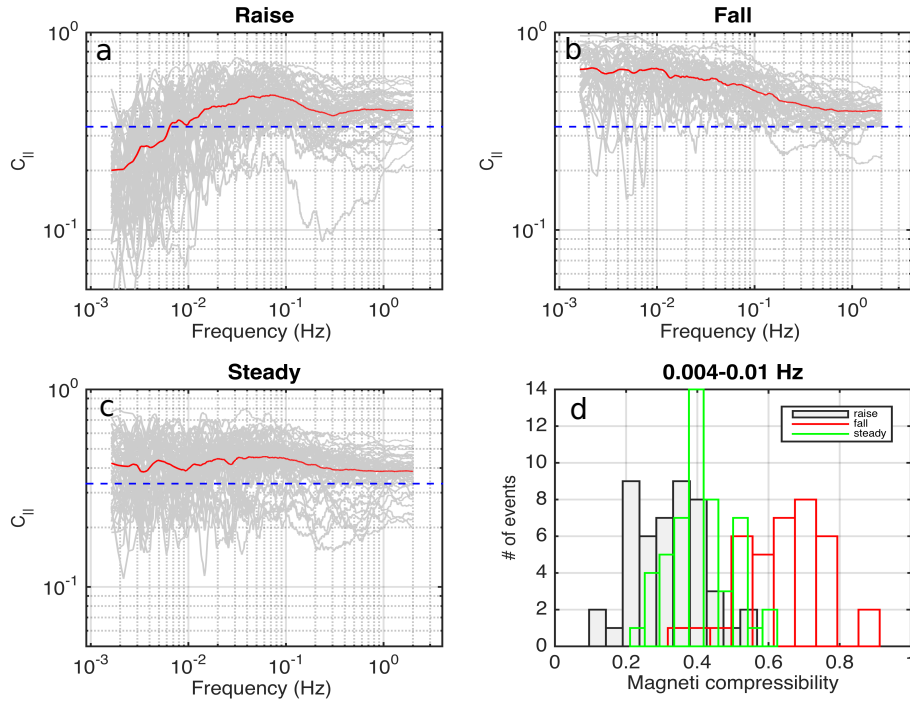 Raise
a
10^0
10^-1
C_||
10^-3
10^-2
10^-1
10^0
Frequency (Hz)
Fall
b
10^0
10^-1
C_||
10^-3
10^-2
10^-1
10^0
Frequency (Hz)
Steady
c
10^0
10^-1
C_||
10^-3
10^-2
10^-1
10^0
Frequency (Hz)
0.004-0.01 Hz
d
raise
fall
steady
14
12
10
8
6
4
2
0
# of events
0
0.2
0.4
0.6
0.8
Magneti compressibility